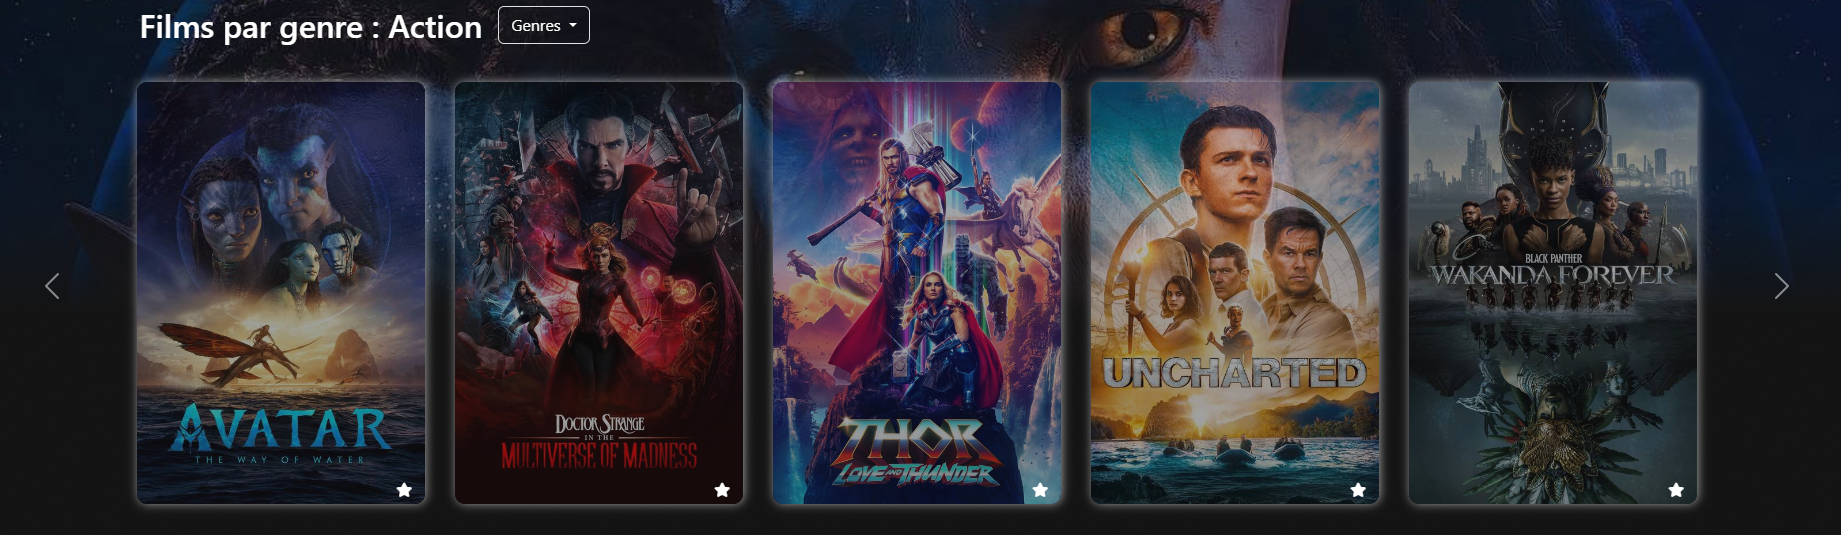 Films par genre : Action
Genres
AVATAR
THE WAY OF WATER
DOCTOR STRANGE
IN THE
MULTIVERSE OF MADNESS
THOR
LOVE AND THUNDER
UNCHARTED
BLACK PANTHER
WAKANDA FOREVER